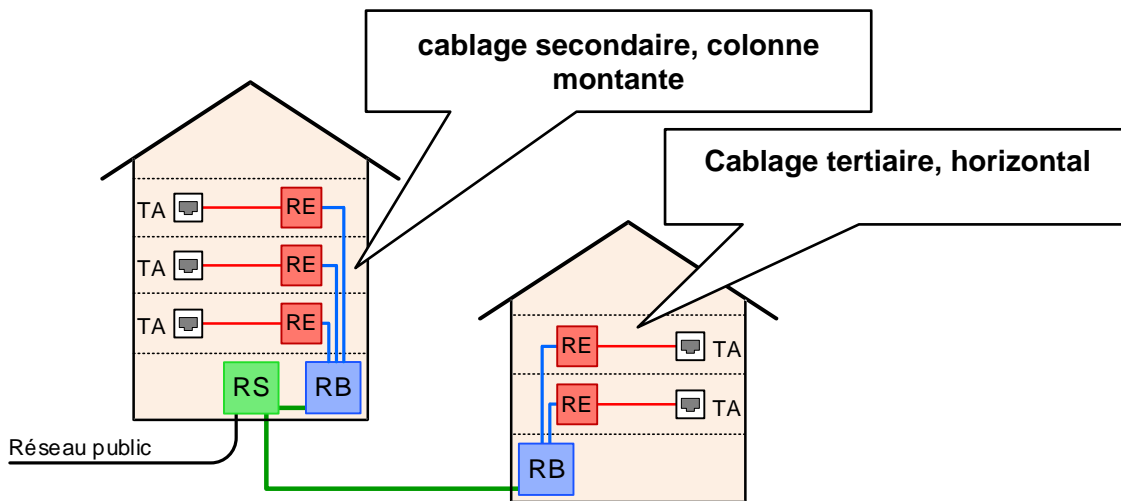 cablage secondaire, colonne
montante
Cablage tertiaire, horizontal
TA
RE
TA
RE
TA
RE
RS
RB
Réseau public
RE
TA
RE
TA
RB